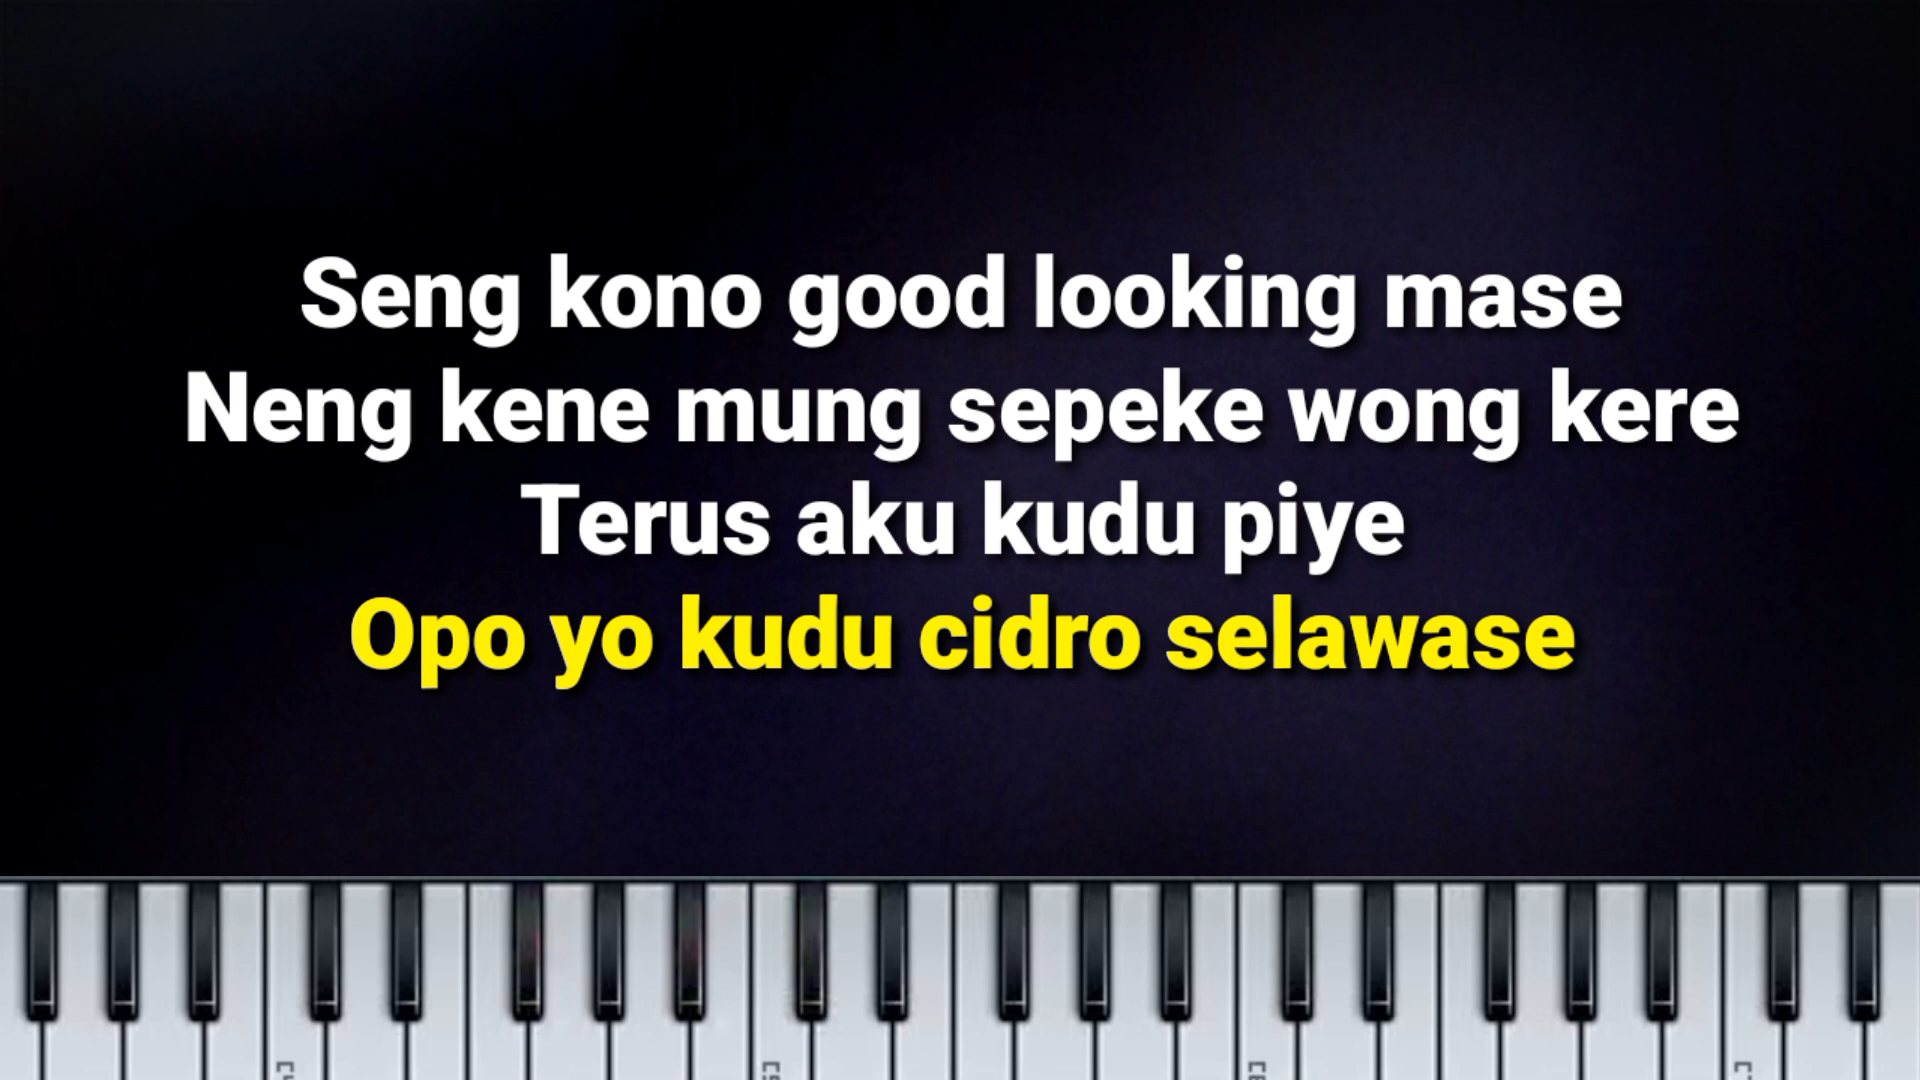 Seng kono good looking mase
Neng kene mung sepeke wong kere
Terus aku kudu piye
Opo yo kudu cidro selawase